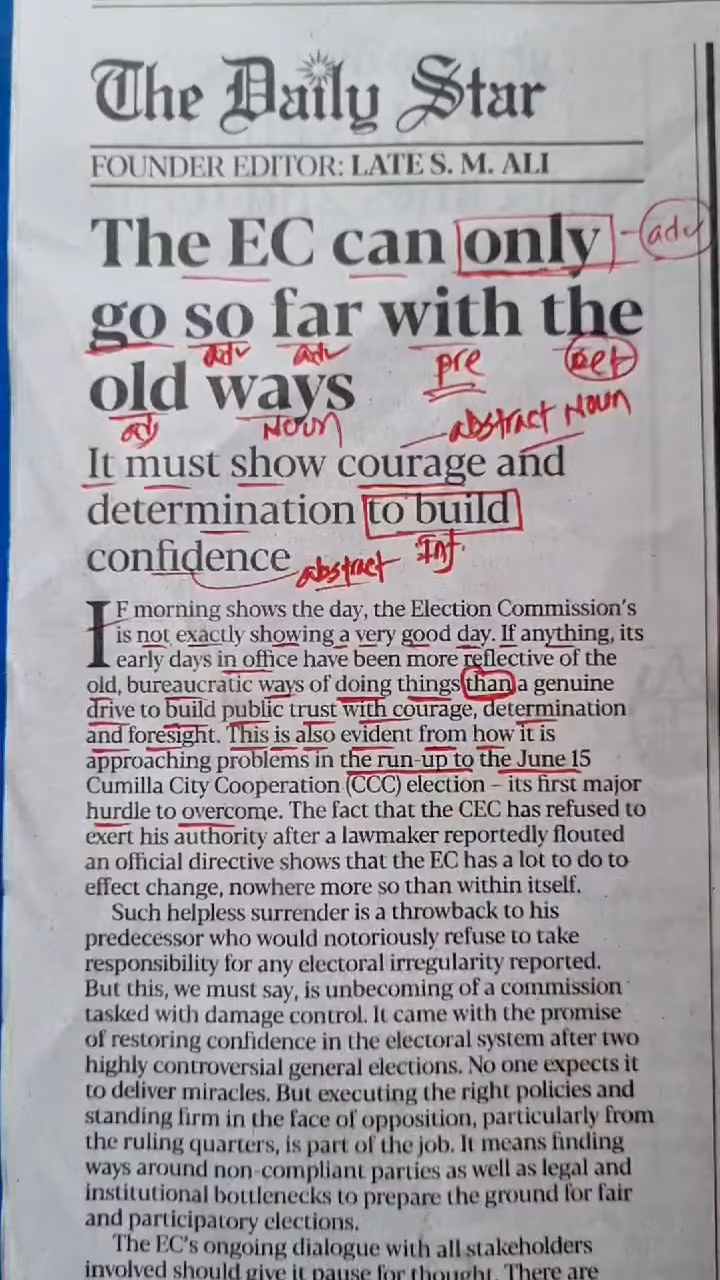 The Daily Star
FOUNDER EDITOR: LATE S. M. ALI
The EC can only - adv
go so far with the
adv adv pre Det
old ways
adj Noun abstract Noun
It must show courage and
determination to build
confidence abstract Inf.
IF morning shows the day, the Election Commission's
is not exactly showing a very good day. If anything, its
early days in office have been more reflective of the
old, bureaucratic ways of doing things than a genuine
drive to build public trust with courage, determination
and foresight. This is also evident from how it is
approaching problems in the run-up to the June 15
Cumilla City Cooperation (CCC) election – its first major
hurdle to overcome. The fact that the CEC has refused to
exert his authority after a lawmaker reportedly flouted
an official directive shows that the EC has a lot to do to
effect change, nowhere more so than within itself.
Such helpless surrender is a throwback to his
predecessor who would notoriously refuse to take
responsibility for any electoral irregularity reported.
But this, we must say, is unbecoming of a commission
tasked with damage control. It came with the promise
of restoring confidence in the electoral system after two
highly controversial general elections. No one expects it
to deliver miracles. But executing the right policies and
standing firm in the face of opposition, particularly from
the ruling quarters, is part of the job. It means finding
ways around non-compliant parties as well as legal and
institutional bottlenecks to prepare the ground for fair
and participatory elections.
The EC's ongoing dialogue with all stakeholders
involved should give it pause for thought. There are